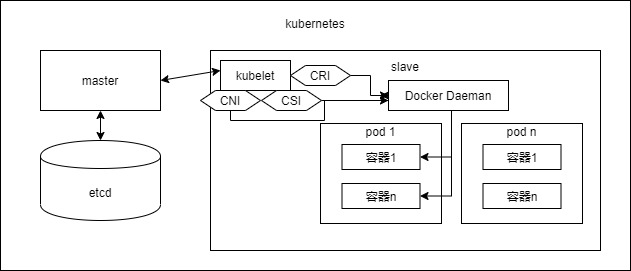 kubernetes
slave
master
kubelet
CRI
CNI
CSI
Docker Daeman
etcd
pod 1
容器1
容器n
pod n
容器1
容器n